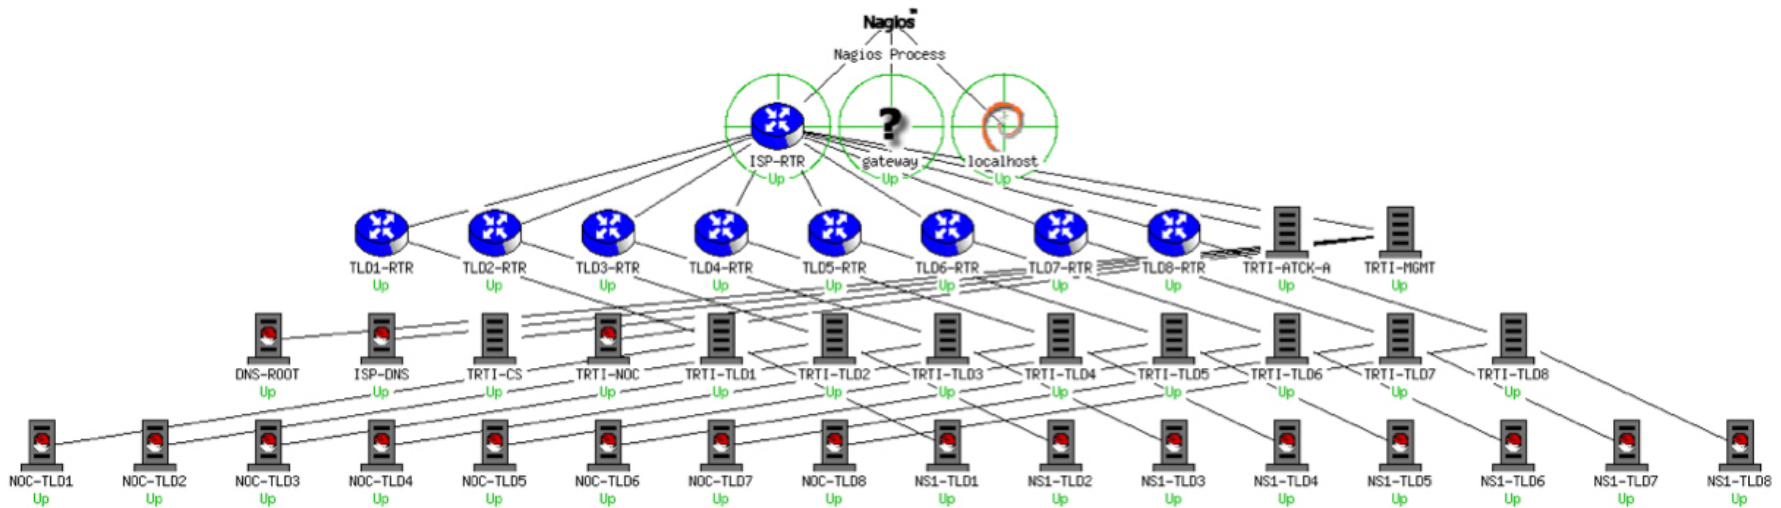 Nagios™
Nagios Process
ISP-RTR gateway localhost
Up Up Up
TLD1-RTR TLD2-RTR TLD3-RTR TLD4-RTR TLD5-RTR TLD6-RTR TLD7-RTR TLD8-RTR TRTI-ATCK-A TRTI-MGMT
Up Up Up Up Up Up Up Up Up Up
DNS-ROOT ISP-DNS TRTI-CS TRTI-NOC TRTI-TLD1 TRTI-TLD2 TRTI-TLD3 TRTI-TLD4 TRTI-TLD5 TRTI-TLD6 TRTI-TLD7 TRTI-TLD8
Up Up Up Up Up Up Up Up Up Up Up Up
NOC-TLD1 NOC-TLD2 NOC-TLD3 NOC-TLD4 NOC-TLD5 NOC-TLD6 NOC-TLD7 NOC-TLD8 NS1-TLD1 NS1-TLD2 NS1-TLD3 NS1-TLD4 NS1-TLD5 NS1-TLD6 NS1-TLD7 NS1-TLD8
Up Up Up Up Up Up Up Up Up Up Up Up Up Up Up Up